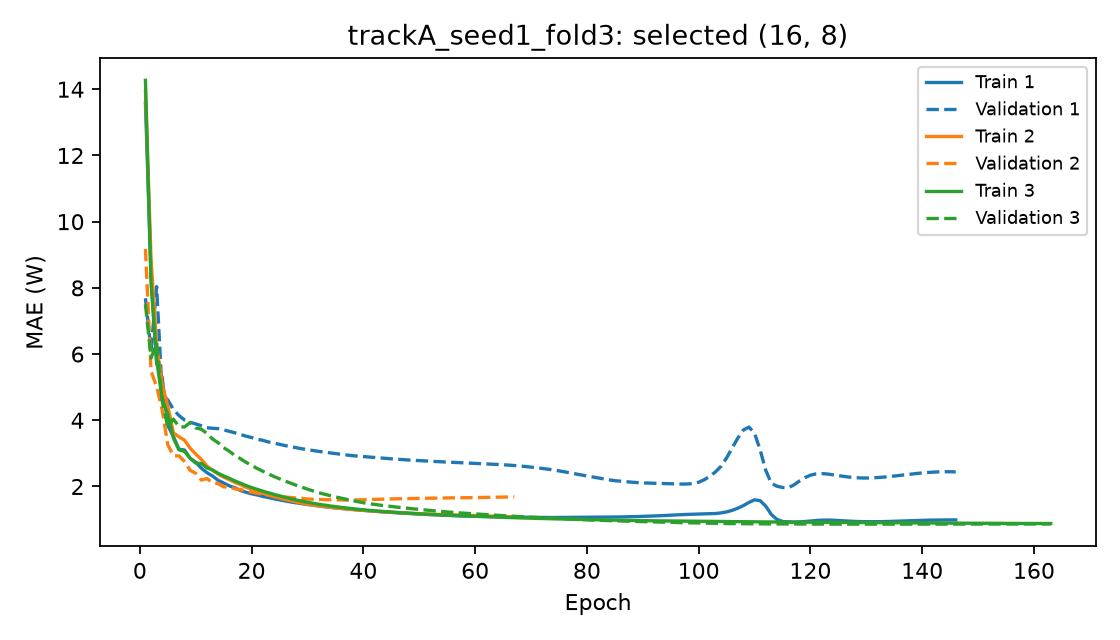 trackA_seed1_fold3: selected (16, 8)
MAE (W)
14
12
10
8
6
4
2
0 20 40 60 80 100 120 140 160
Epoch
Train 1
Validation 1
Train 2
Validation 2
Train 3
Validation 3